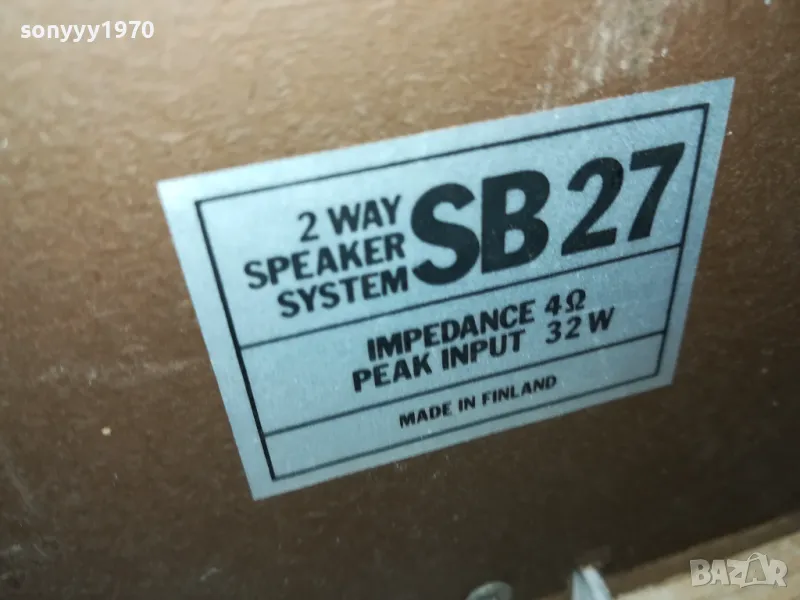 sonyyy1970
2 WAY
SPEAKER
SYSTEM
SB 27
IMPEDANCE 4Ω
PEAK INPUT 32 W
MADE IN FINLAND
BAZAR